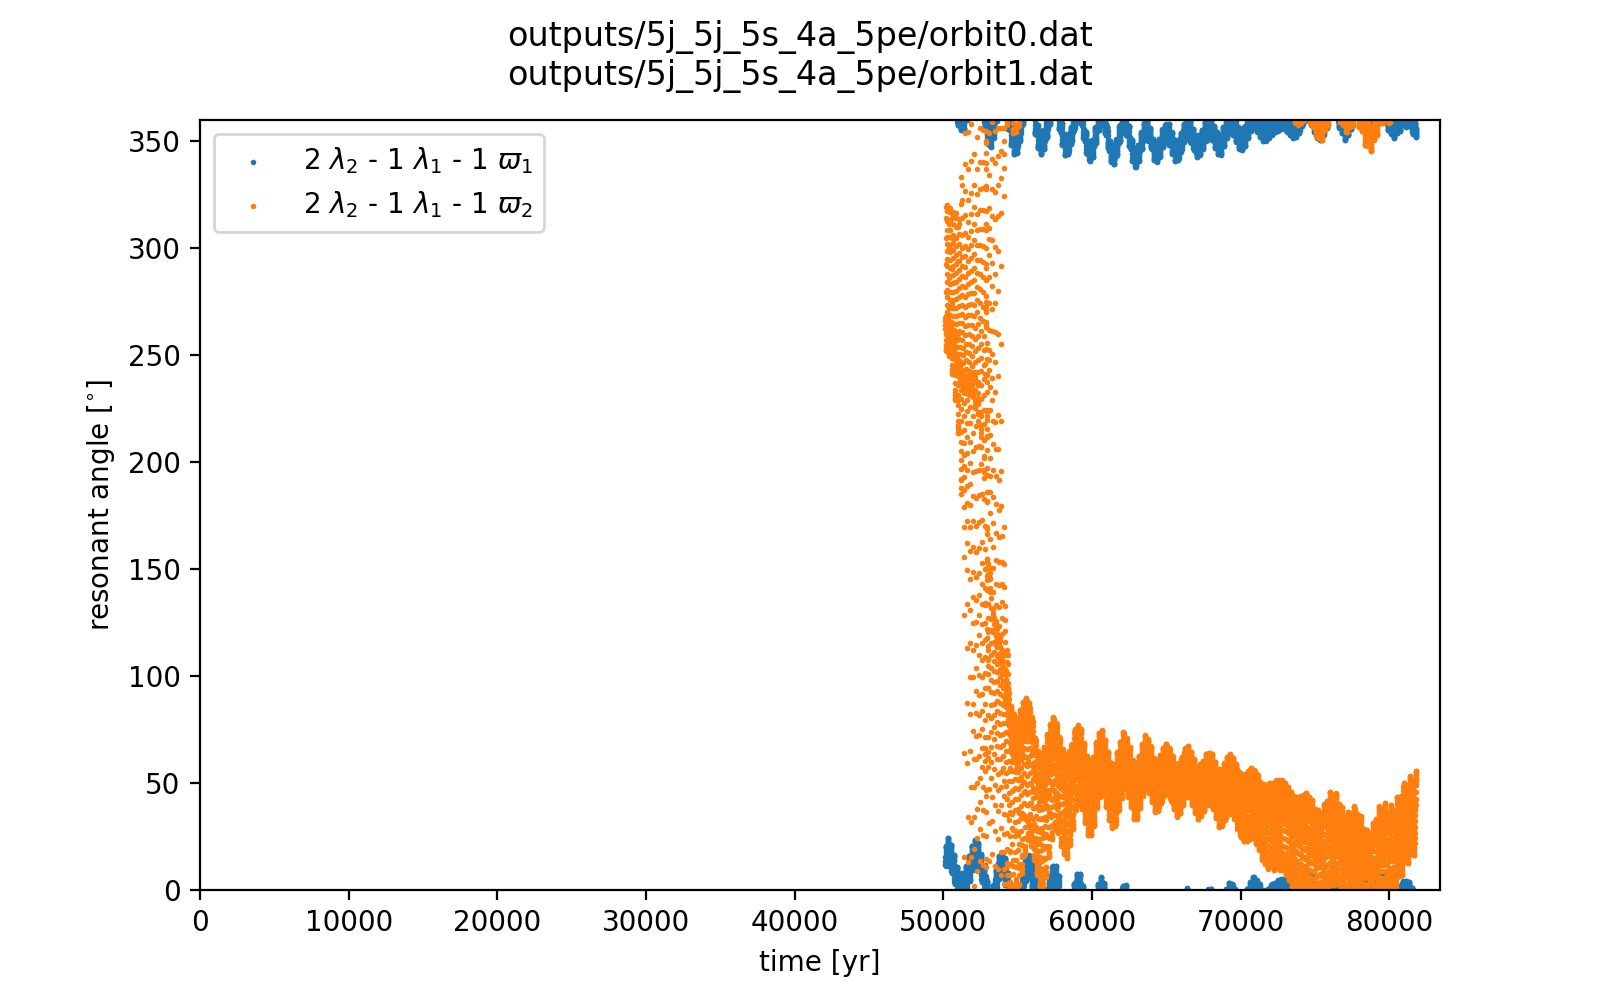 outputs/5j_5j_5s_4a_5pe/orbit0.dat
outputs/5j_5j_5s_4a_5pe/orbit1.dat
2 λ₂ - 1 λ₁ - 1 ϖ₁
2 λ₂ - 1 λ₁ - 1 ϖ₂
350
300
250
200
150
100
50
0
resonant angle [°]
0 10000 20000 30000 40000 50000 60000 70000 80000
time [yr]